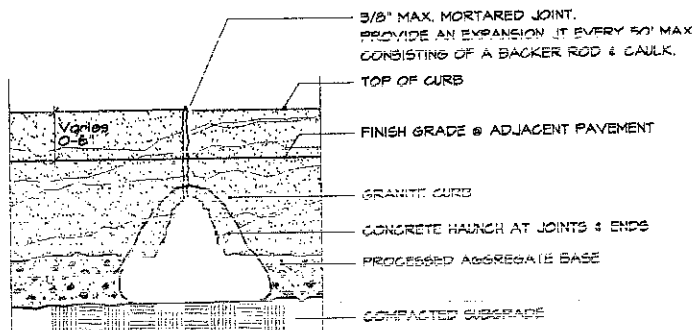 3/8" MAX. MORTARED JOINT.
PROVIDE AN EXPANSION JT EVERY 50' MAX
CONSISTING OF A BACKER ROD & CAULK.
TOP OF CURB
Varies
0-6"
FINISH GRADE @ ADJACENT PAVEMENT
GRANITE CURB
CONCRETE HAUNCH AT JOINTS & ENDS
PROCESSED AGGREGATE BASE
COMPACTED SUBGRADE